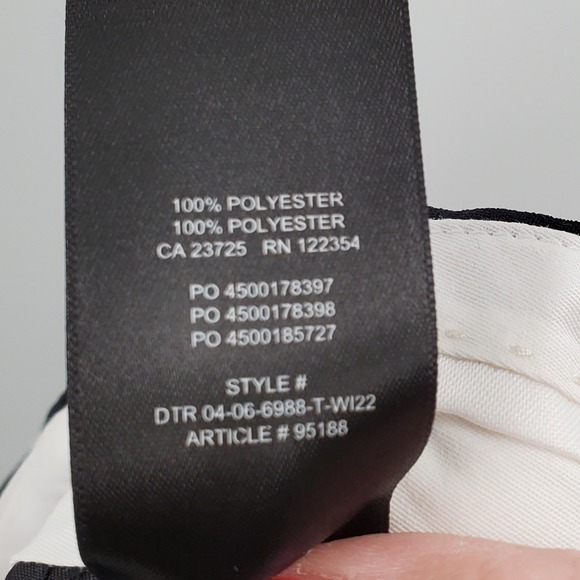 100% POLYESTER
100% POLYESTER
CA 23725 RN 122354
PO 4500178397
PO 4500178398
PO 4500185727
STYLE #
DTR 04-06-6988-T-WI22
ARTICLE # 95188